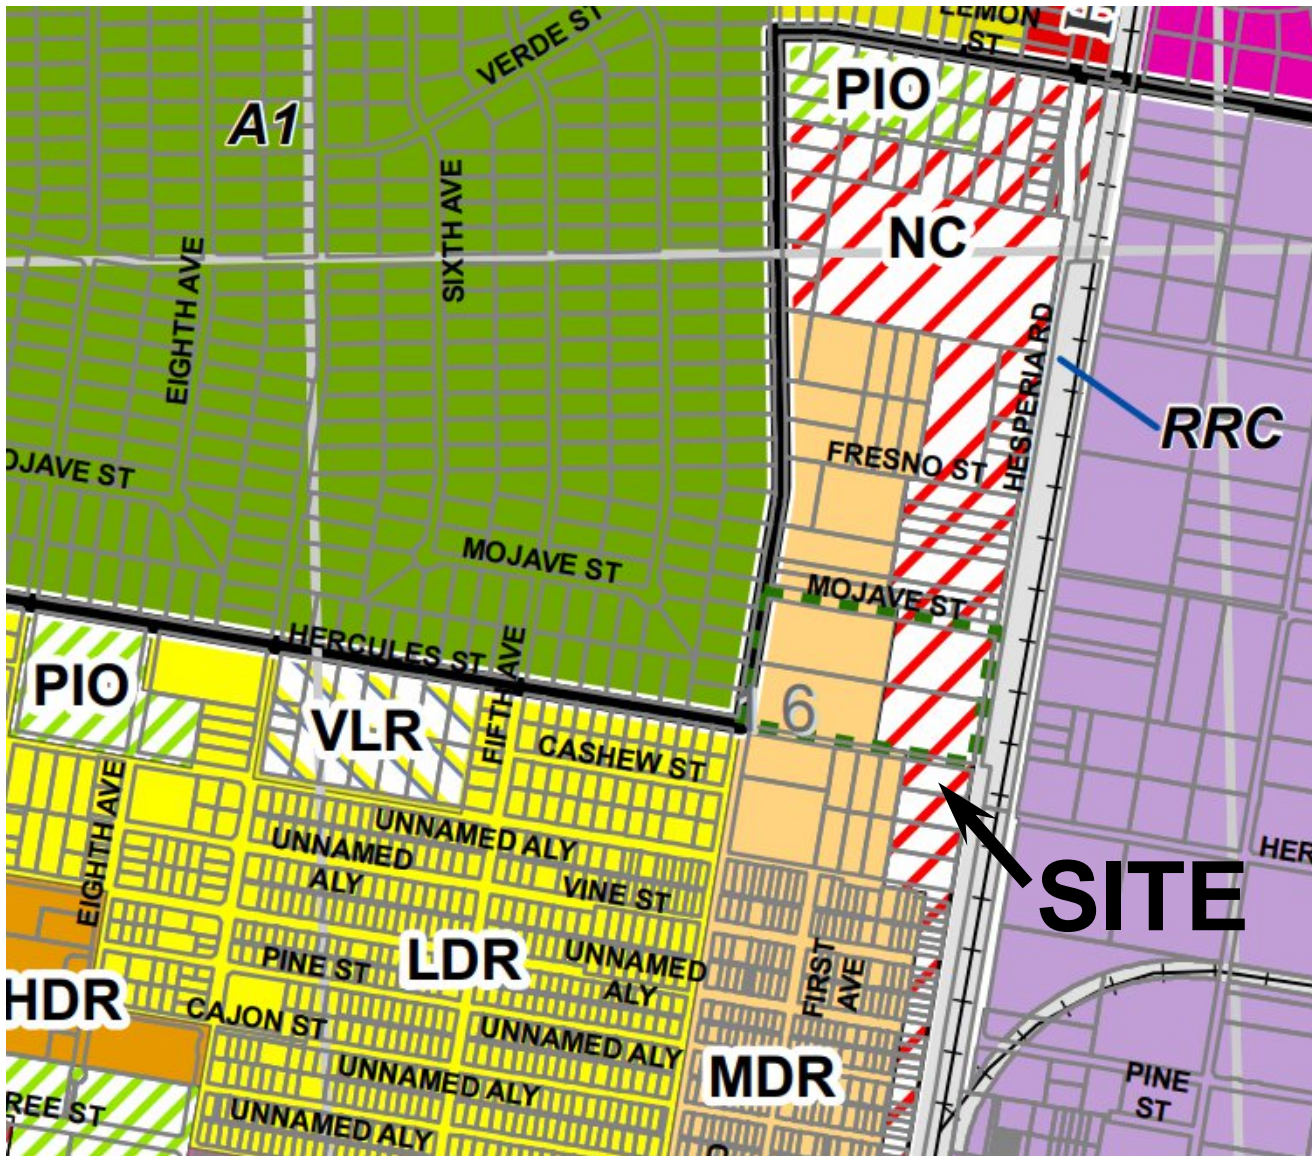 LEMON
ST
VERDE ST
PIO
A1
SIXTH AVE
NC
EIGHTH AVE
HESPERIA RD
RRC
FRESNO ST
OJAVE ST
MOJAVE ST
MOJAVE ST
HERCULES ST
FIFTH AVE
PIO
VLR
6
CASHEW ST
EIGHTH AVE
UNNAMED ALY
UNNAMED
ALY
VINE ST
HER
SITE
LDR
PINE ST
UNNAMED
ALY
FIRST
AVE
HDR
CAJON ST
UNNAMED ALY
UNNAMED ALY
MDR
PINE
ST
REE ST
UNNAMED ALY